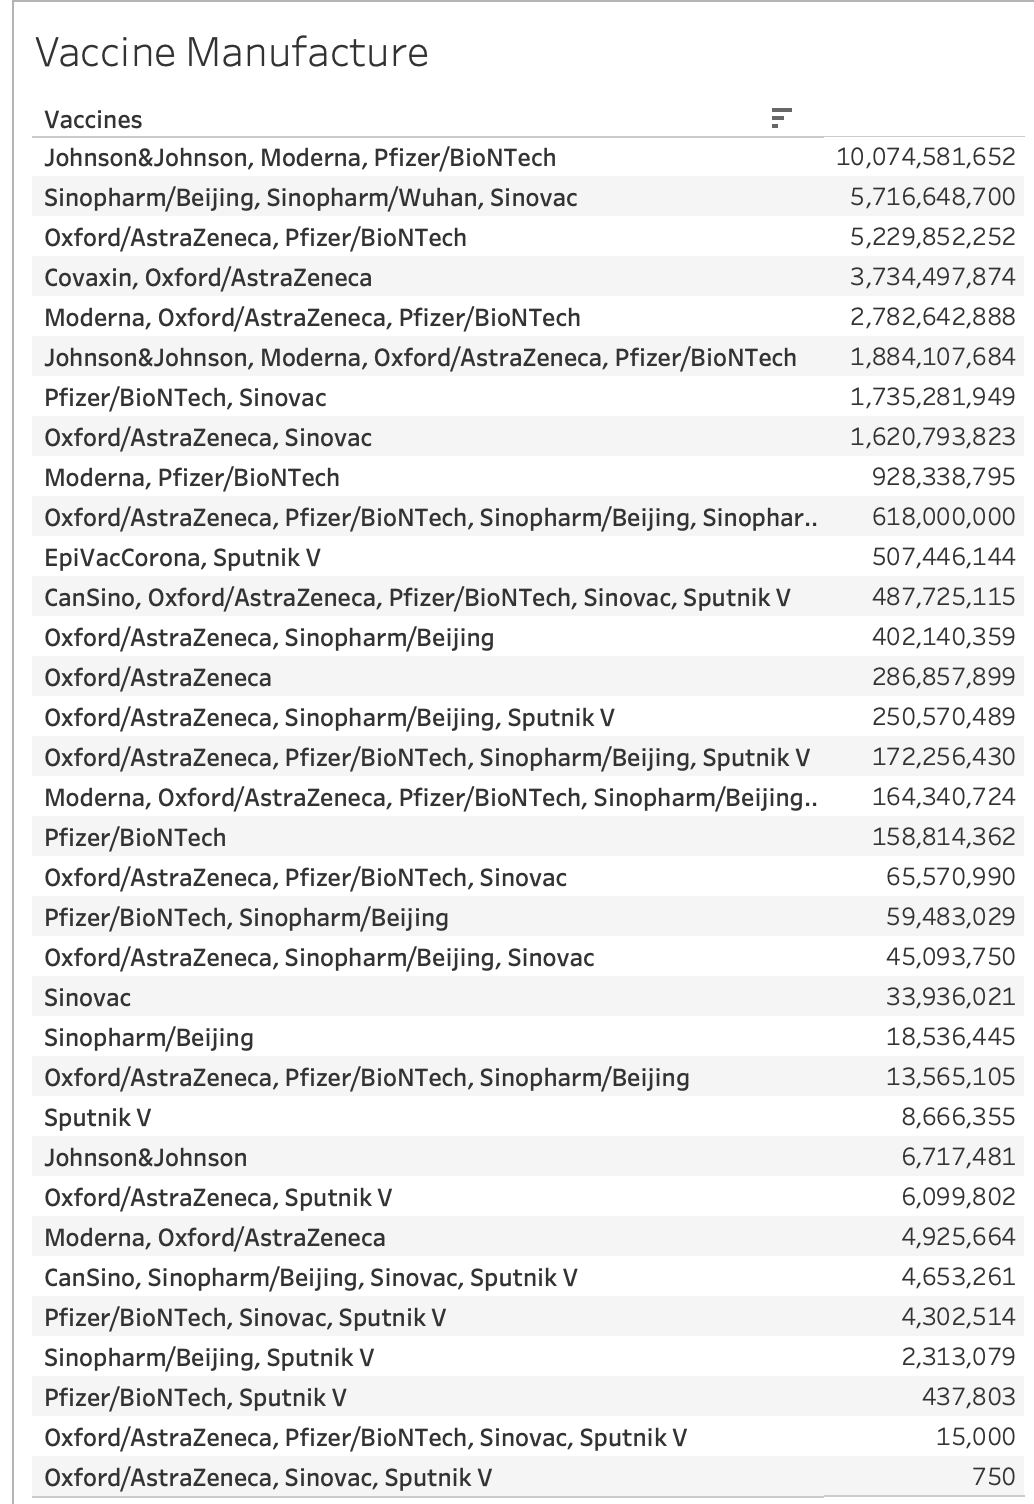 Vaccine Manufacture
Vaccines
Johnson&Johnson, Moderna, Pfizer/BioNTech 10,074,581,652
Sinopharm/Beijing, Sinopharm/Wuhan, Sinovac 5,716,648,700
Oxford/AstraZeneca, Pfizer/BioNTech 5,229,852,252
Covaxin, Oxford/AstraZeneca 3,734,497,874
Moderna, Oxford/AstraZeneca, Pfizer/BioNTech 2,782,642,888
Johnson&Johnson, Moderna, Oxford/AstraZeneca, Pfizer/BioNTech 1,884,107,684
Pfizer/BioNTech, Sinovac 1,735,281,949
Oxford/AstraZeneca, Sinovac 1,620,793,823
Moderna, Pfizer/BioNTech 928,338,795
Oxford/AstraZeneca, Pfizer/BioNTech, Sinopharm/Beijing, Sinophar.. 618,000,000
EpiVacCorona, Sputnik V 507,446,144
CanSino, Oxford/AstraZeneca, Pfizer/BioNTech, Sinovac, Sputnik V 487,725,115
Oxford/AstraZeneca, Sinopharm/Beijing 402,140,359
Oxford/AstraZeneca 286,857,899
Oxford/AstraZeneca, Sinopharm/Beijing, Sputnik V 250,570,489
Oxford/AstraZeneca, Pfizer/BioNTech, Sinopharm/Beijing, Sputnik V 172,256,430
Moderna, Oxford/AstraZeneca, Pfizer/BioNTech, Sinopharm/Beijing.. 164,340,724
Pfizer/BioNTech 158,814,362
Oxford/AstraZeneca, Pfizer/BioNTech, Sinovac 65,570,990
Pfizer/BioNTech, Sinopharm/Beijing 59,483,029
Oxford/AstraZeneca, Sinopharm/Beijing, Sinovac 45,093,750
Sinovac 33,936,021
Sinopharm/Beijing 18,536,445
Oxford/AstraZeneca, Pfizer/BioNTech, Sinopharm/Beijing 13,565,105
Sputnik V 8,666,355
Johnson&Johnson 6,717,481
Oxford/AstraZeneca, Sputnik V 6,099,802
Moderna, Oxford/AstraZeneca 4,925,664
CanSino, Sinopharm/Beijing, Sinovac, Sputnik V 4,653,261
Pfizer/BioNTech, Sinovac, Sputnik V 4,302,514
Sinopharm/Beijing, Sputnik V 2,313,079
Pfizer/BioNTech, Sputnik V 437,803
Oxford/AstraZeneca, Pfizer/BioNTech, Sinovac, Sputnik V 15,000
Oxford/AstraZeneca, Sinovac, Sputnik V 750